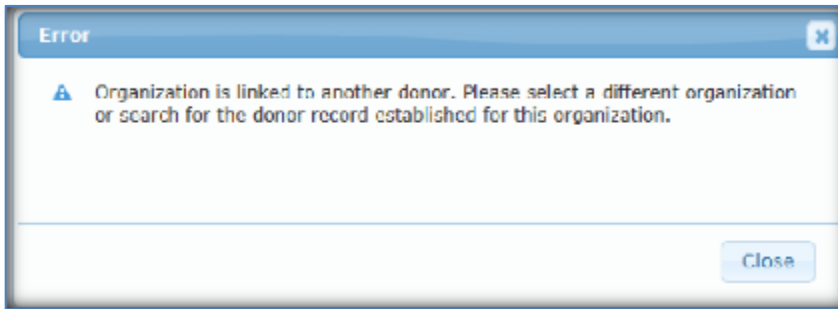 Error
Organization is linked to another donor. Please select a different organization
or search for the donor record established for this organization.
Close